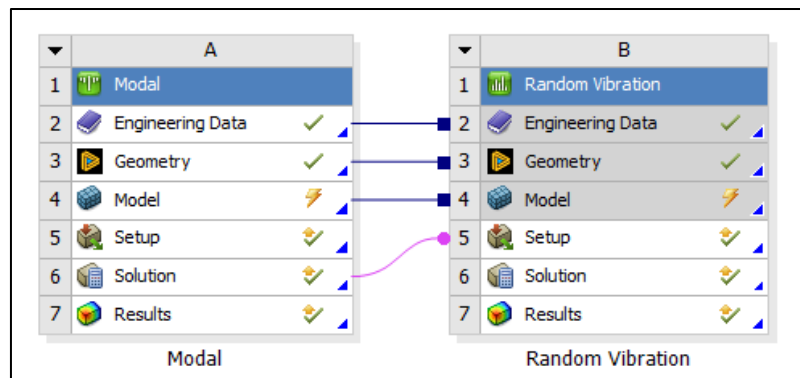 A
1 Modal
2 Engineering Data
3 Geometry
4 Model
5 Setup
6 Solution
7 Results
Modal
B
1 Random Vibration
2 Engineering Data
3 Geometry
4 Model
5 Setup
6 Solution
7 Results
Random Vibration